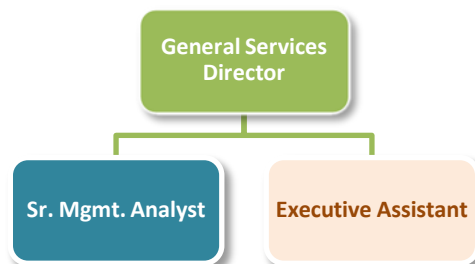 General Services
Director
Sr. Mgmt. Analyst
Executive Assistant